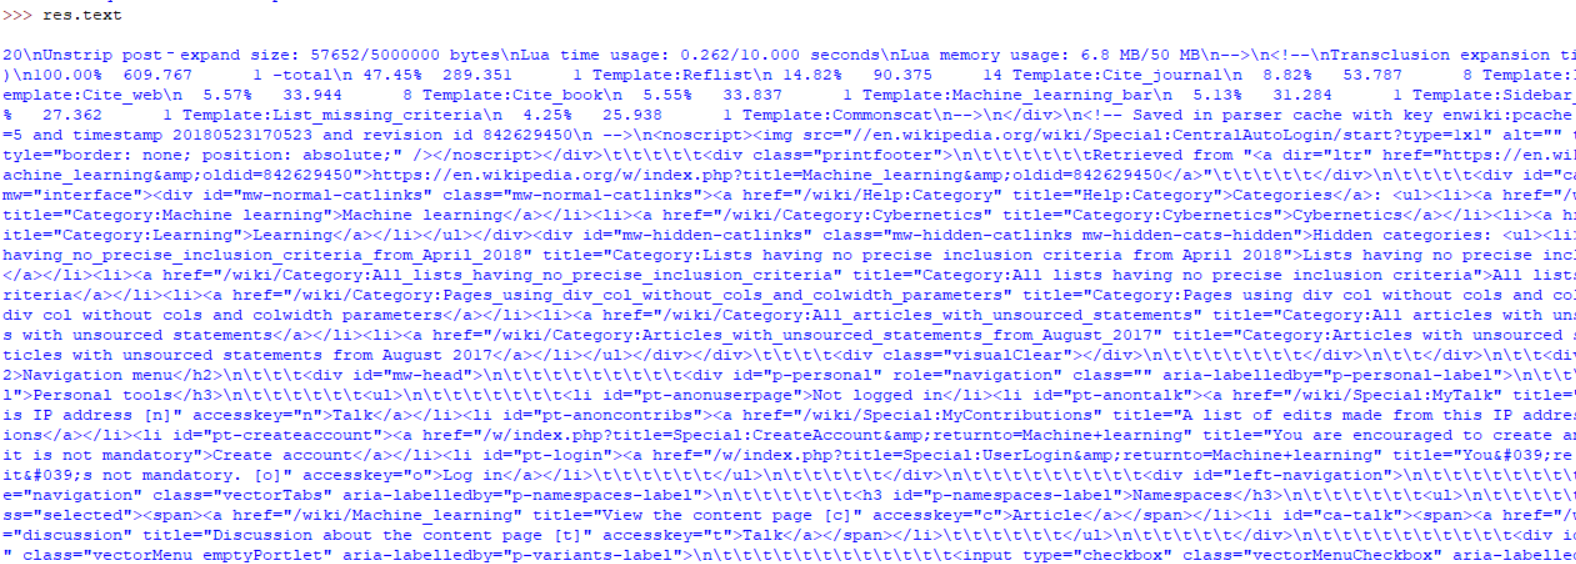 >>> res.text
20\nUnstrip post-expand size: 57652/5000000 bytes\nLua time usage: 0.262/10.000 seconds\nLua memory usage: 6.8 MB/50 MB\n-->\n<!--\nTransclusion expansion ti
)\n100.00%  609.767      1 -total\n 47.45%  289.351      1 Template:Reflist\n 14.82%   90.375     14 Template:Cite_journal\n  8.82%   53.787      8 Template:
emplate:Cite_web\n  5.57%   33.944      8 Template:Cite_book\n  5.55%   33.837      1 Template:Machine_learning_bar\n  5.13%   31.284      1 Template:Sidebar_
%   27.362      1 Template:List_missing_criteria\n  4.25%   25.938      1 Template:Commonscat\n-->\n</div>\n<!-- Saved in parser cache with key enwiki:pcache
=5 and timestamp 20180523170523 and revision id 842629450\n -->\n<noscript><img src="//en.wikipedia.org/wiki/Special:CentralAutoLogin/start?type=1x1" alt="" t
tyle="border: none; position: absolute;" /></noscript></div>\t\t\t\t\t<div class="printfooter">\n\t\t\t\t\t\tRetrieved from "<a dir="ltr" href="https://en.wi
achine_learning&amp;oldid=842629450">https://en.wikipedia.org/w/index.php?title=Machine_learning&amp;oldid=842629450</a>"\t\t\t\t\t</div>\n\t\t\t\t<div id="c
mw="interface"><div id="mw-normal-catlinks" class="mw-normal-catlinks"><a href="/wiki/Help:Category" title="Help:Category">Categories</a>: <ul><li><a href="/
title="Category:Machine learning">Machine learning</a></li><li><a href="/wiki/Category:Cybernetics" title="Category:Cybernetics">Cybernetics</a></li><li><a h
itle="Category:Learning">Learning</a></li></ul></div><div id="mw-hidden-catlinks" class="mw-hidden-catlinks mw-hidden-cats-hidden">Hidden categories: <ul><li
having_no_precise_inclusion_criteria_from_April_2018" title="Category:Lists having no precise inclusion criteria from April 2018">Lists having no precise inc
</a></li><li><a href="/wiki/Category:All_lists_having_no_precise_inclusion_criteria" title="Category:All lists having no precise inclusion criteria">All list
riteria</a></li><li><a href="/wiki/Category:Pages_using_div_col_without_cols_and_colwidth_parameters" title="Category:Pages using div col without cols and co
div col without cols and colwidth parameters</a></li><li><a href="/wiki/Category:All_articles_with_unsourced_statements" title="Category:All articles with un
s with unsourced statements</a></li><li><a href="/wiki/Category:Articles_with_unsourced_statements_from_August_2017" title="Category:Articles with unsourced
ticles with unsourced statements from August 2017</a></li></ul></div></div>\t\t\t\t<div class="visualClear"></div>\n\t\t\t\t\t\t\t</div>\n\t\t</div>\n\t\t<di
2>Navigation menu</h2>\n\t\t\t<div id="mw-head">\n\t\t\t\t\t\t\t\t\t<div id="p-personal" role="navigation" class="" aria-labelledby="p-personal-label">\n\t\t
l">Personal tools</h3>\n\t\t\t\t\t\t<ul>\n\t\t\t\t\t\t\t<li id="pt-anonuserpage">Not logged in</li><li id="pt-anontalk"><a href="/wiki/Special:MyTalk" title=
is IP address [n]" accesskey="n">Talk</a></li><li id="pt-anoncontribs"><a href="/wiki/Special:MyContributions" title="A list of edits made from this IP addre
ions</a></li><li id="pt-createaccount"><a href="/w/index.php?title=Special:CreateAccount&amp;returnto=Machine+learning" title="You are encouraged to create a
it is not mandatory">Create account</a></li><li id="pt-login"><a href="/w/index.php?title=Special:UserLogin&amp;returnto=Machine+learning" title="You&#039;re
it&#039;s not mandatory. [o]" accesskey="o">Log in</a></li>\t\t\t\t\t\t</ul>\n\t\t\t\t\t</div>\n\t\t\t\t\t\t\t\t\t<div id="left-navigation">\n\t\t\t\t\t\t\t
e="navigation" class="vectorTabs" aria-labelledby="p-namespaces-label">\n\t\t\t\t\t\t\t<h3 id="p-namespaces-label">Namespaces</h3>\n\t\t\t\t\t\t\t<ul>\n\t\t\t\t\t\t
ss="selected"><span><a href="/wiki/Machine_learning" title="View the content page [c]" accesskey="c">Article</a></span></li><li id="ca-talk"><span><a href="/
="discussion" title="Discussion about the content page [t]" accesskey="t">Talk</a></span></li>\t\t\t\t\t\t\t</ul>\n\t\t\t\t\t\t</div>\n\t\t\t\t\t\t<div id
" class="vectorMenu emptyPortlet" aria-labelledby="p-variants-label">\n\t\t\t\t\t\t\t\t\t\t\t\t<input type="checkbox" class="vectorMenuCheckbox" aria-labelle